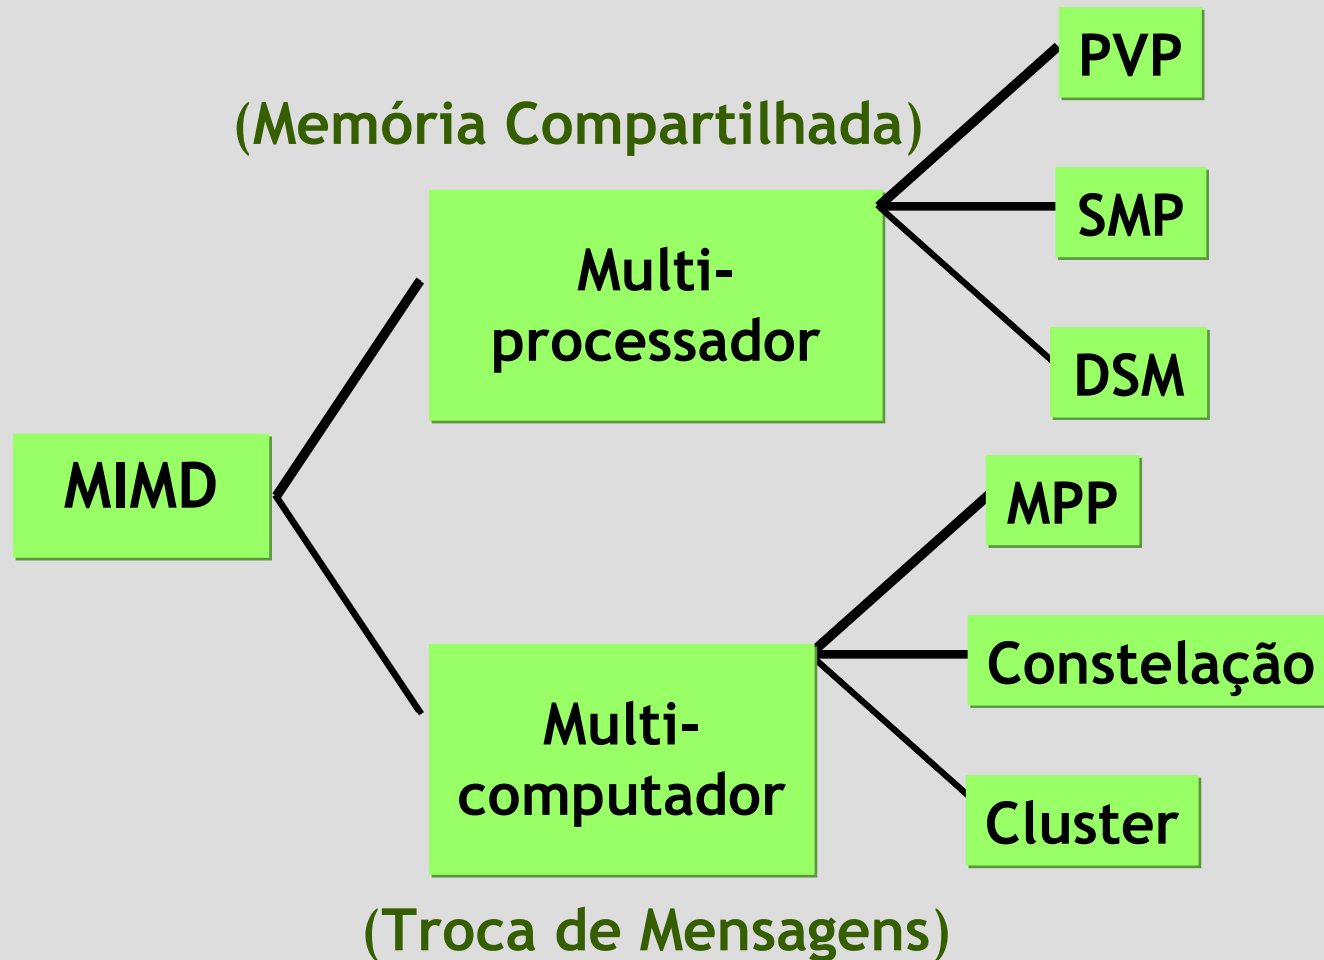 PVP
(Memória Compartilhada)
SMP
Multi-
processador
DSM
MIMD
MPP
Constelação
Multi-
computador
Cluster
(Troca de Mensagens)